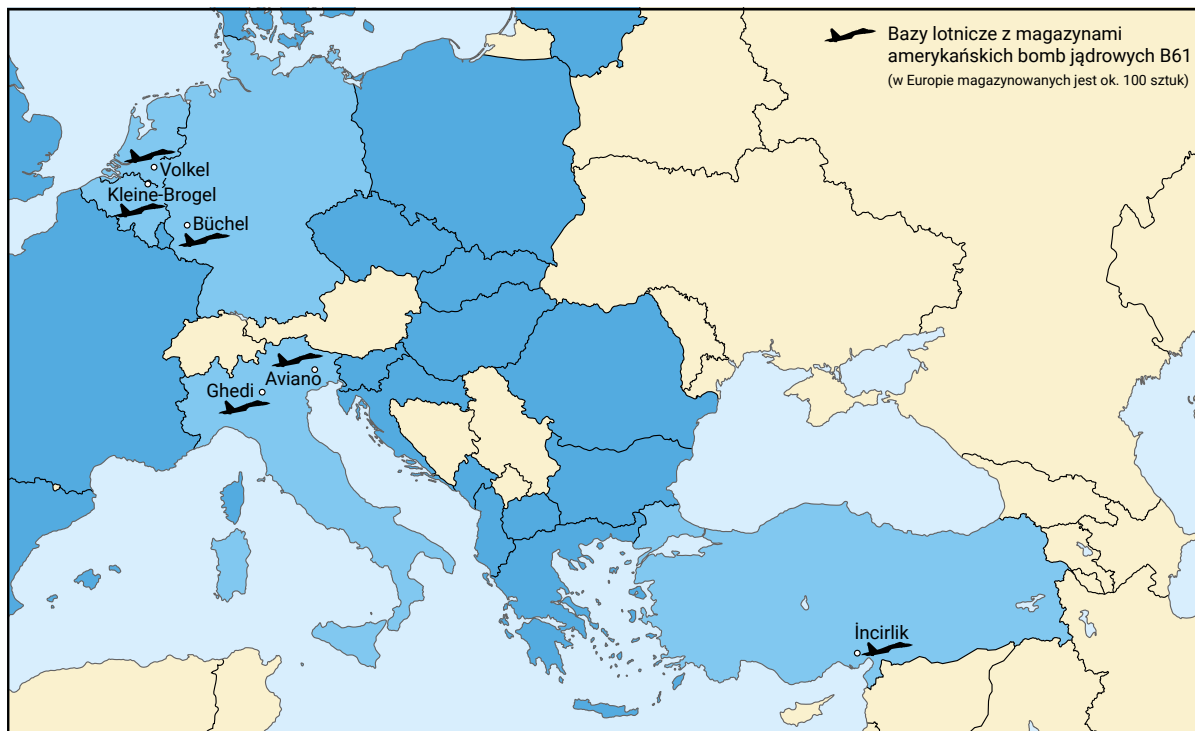 Bazy lotnicze z magazynami
amerykańskich bomb jądrowych B61
(w Europie magazynowanych jest ok. 100 sztuk)
Volkel
Kleine-Brogel
Büchel
Aviano
Ghedi
İncirlik